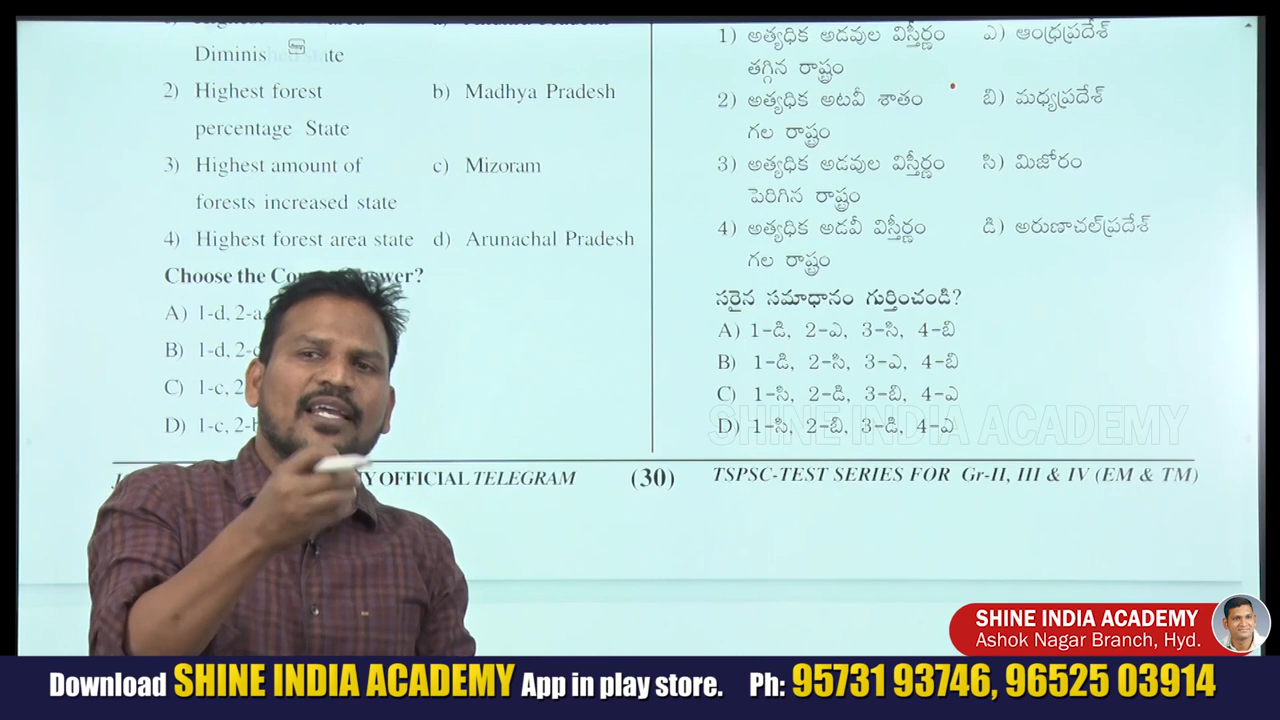 Diminished state
2) Highest forest b) Madhya Pradesh
percentage State
3) Highest amount of c) Mizoram
forests increased state
4) Highest forest area state d) Arunachal Pradesh
Choose the
A) 1-d, 2-a,
B) 1-d, 2-c
C) 1-c, 2
D) 1-c, 2-b
1) అత్యధిక అడవుల విస్తీర్ణం ఎ) ఆంధ్రప్రదేశ్
తగ్గిన రాష్ట్రం
2) అత్యధిక అటవీ శాతం బి) మధ్యప్రదేశ్
గల రాష్ట్రం
3) అత్యధిక అడవుల విస్తీర్ణం సి) మిజోరం
పెరిగిన రాష్ట్రం
4) అత్యధిక అడవీ విస్తీర్ణం డి) అరుణాచల్‌ప్రదేశ్
గల రాష్ట్రం
సరైన సమాధానం గుర్తించండి?
A) 1-డి, 2-ఎ, 3-సి, 4-బి
B) 1-డి, 2-సి, 3-ఎ, 4-బి
C) 1-సి, 2-డి, 3-బి, 4-ఎ
D) 1-సి, 2-బి, 3-డి, 4-ఎ
SHINE INDIA ACADEMY
OFFICIAL TELEGRAM (30) TSPSC-TEST SERIES FOR Gr-II, III & IV (EM & TM)
SHINE INDIA ACADEMY
Ashok Nagar Branch, Hyd.
Download SHINE INDIA ACADEMY App in play store. Ph: 95731 93746, 96525 03914